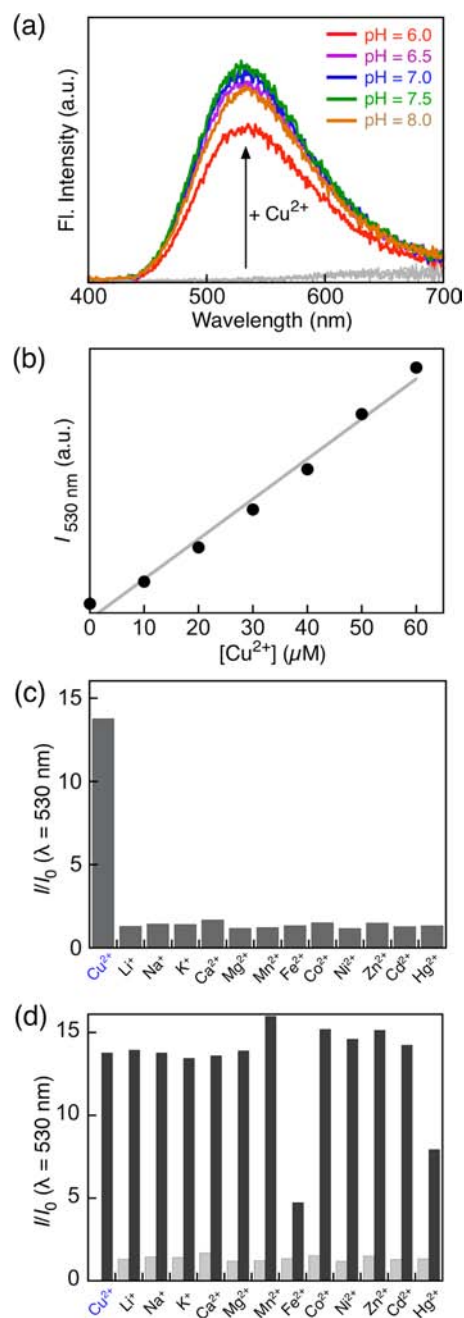 (a)
Fl. Intensity (a.u.)
pH = 6.0
pH = 6.5
pH = 7.0
pH = 7.5
pH = 8.0
+ Cu²⁺
400 500 600 700
Wavelength (nm)
(b)
I 530 nm (a.u.)
0 10 20 30 40 50 60
[Cu²⁺] (μM)
(c)
I/I₀ (λ = 530 nm)
15
10
5
0
Cu²⁺ Li⁺ Na⁺ K⁺ Ca²⁺ Mg²⁺ Mn²⁺ Fe²⁺ Co²⁺ Ni²⁺ Zn²⁺ Cd²⁺ Hg²⁺
(d)
I/I₀ (λ = 530 nm)
15
10
5
0
Cu²⁺ Li⁺ Na⁺ K⁺ Ca²⁺ Mg²⁺ Mn²⁺ Fe²⁺ Co²⁺ Ni²⁺ Zn²⁺ Cd²⁺ Hg²⁺